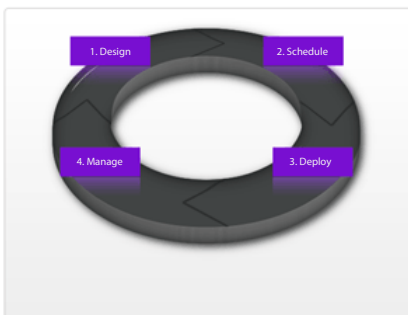 1. Design
2. Schedule
4. Manage
3. Deploy